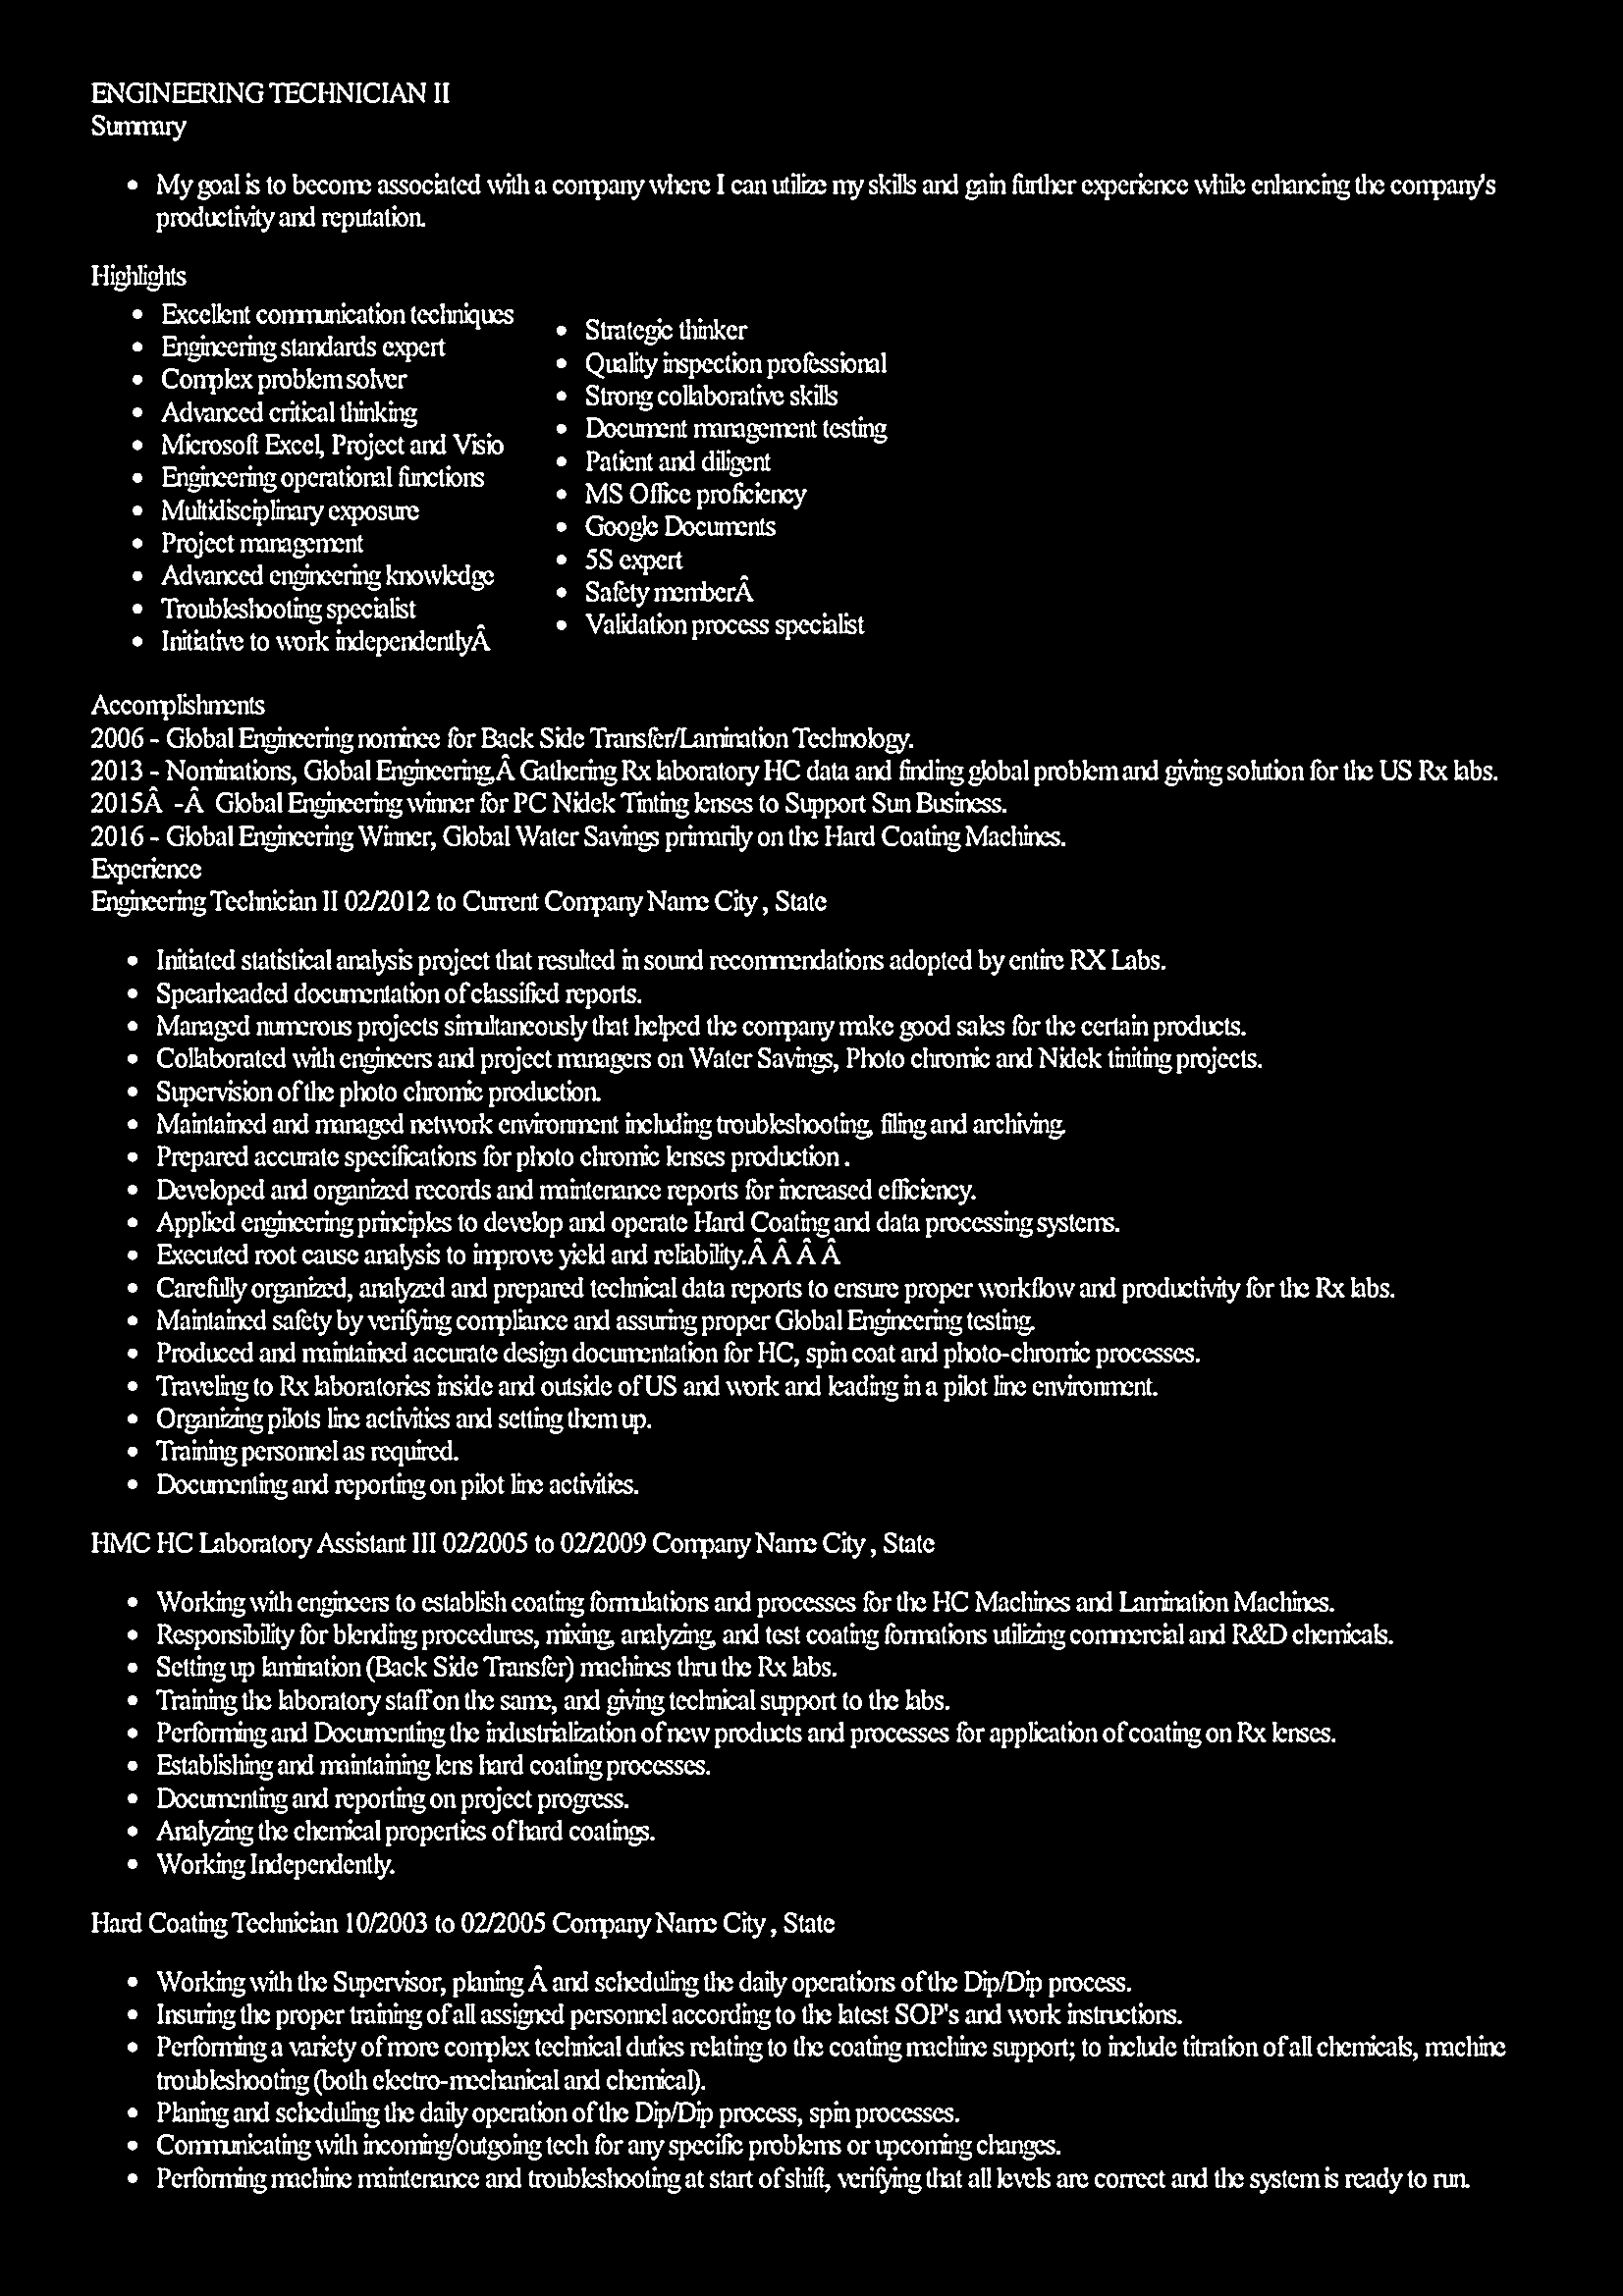 ENGINEERING TECHNICIAN II
Summary
• My goal is to become associated with a company where I can utilize my skills and gain further experience while enhancing the company's
productivity and reputation.
Highlights
• Excellent communication techniques
• Engineering standards expert
• Complex problem solver
• Advanced critical thinking
• Microsoft Excel, Project and Visio
• Engineering operational functions
• Multidisciplinary exposure
• Project management
• Advanced engineering knowledge
• Troubleshooting specialist
• Initiative to work independentlyÂ
• Strategic thinker
• Quality inspection professional
• Strong collaborative skills
• Document management testing
• Patient and diligent
• MS Office proficiency
• Google Documents
• 5S expert
• Safety memberÂ
• Validation process specialist
Accomplishments
2006 - Global Engineering nominee for Back Side Transfer/Lamination Technology.
2013 - Nominations, Global Engineering,Â Gathering Rx laboratory HC data and finding global problem and giving solution for the US Rx labs.
2015Â -Â Global Engineering winner for PC Nidek Tinting lenses to Support Sun Business.
2016 - Global Engineering Winner, Global Water Savings primarily on the Hard Coating Machines.
Experience
Engineering Technician II 02/2012 to Current Company Name City , State
• Initiated statistical analysis project that resulted in sound recommendations adopted by entire RX Labs.
• Spearheaded documentation of classified reports.
• Managed numerous projects simultaneously that helped the company make good sales for the certain products.
• Collaborated with engineers and project managers on Water Savings, Photo chromic and Nidek tiniting projects.
• Supervision of the photo chromic production.
• Maintained and managed network environment including troubleshooting, filing and archiving.
• Prepared accurate specifications for photo chromic lenses production .
• Developed and organized records and maintenance reports for increased efficiency.
• Applied engineering principles to develop and operate Hard Coating and data processing systems.
• Executed root cause analysis to improve yield and reliability.Â Â Â Â
• Carefully organized, analyzed and prepared technical data reports to ensure proper workflow and productivity for the Rx labs.
• Maintained safety by verifying compliance and assuring proper Global Engineering testing.
• Produced and maintained accurate design documentation for HC, spin coat and photo-chromic processes.
• Traveling to Rx laboratories inside and outside of US and work and leading in a pilot line environment.
• Organizing pilots line activities and setting them up.
• Training personnel as required.
• Documenting and reporting on pilot line activities.
HMC HC Laboratory Assistant III 02/2005 to 02/2009 Company Name City , State
• Working with engineers to establish coating formulations and processes for the HC Machines and Lamination Machines.
• Responsibility for blending procedures, mixing, analyzing, and test coating formations utilizing commercial and R&D chemicals.
• Setting up lamination (Back Side Transfer) machines thru the Rx labs.
• Training the laboratory staff on the same, and giving technical support to the labs.
• Performing and Documenting the industrialization of new products and processes for application of coating on Rx lenses.
• Establishing and maintaining lens hard coating processes.
• Documenting and reporting on project progress.
• Analyzing the chemical properties of hard coatings.
• Working Independently.
Hard Coating Technician 10/2003 to 02/2005 Company Name City , State
• Working with the Supervisor, planing Â and scheduling the daily operations of the Dip/Dip process.
• Insuring the proper training of all assigned personnel according to the latest SOP's and work instructions.
• Performing a variety of more complex technical duties relating to the coating machine support; to include titration of all chemicals, machine
troubleshooting (both electro-mechanical and chemical).
• Planing and scheduling the daily operation of the Dip/Dip process, spin processes.
• Communicating with incoming/outgoing tech for any specific problems or upcoming changes.
• Performing machine maintenance and troubleshooting at start of shift, verifying that all levels are correct and the system is ready to run.